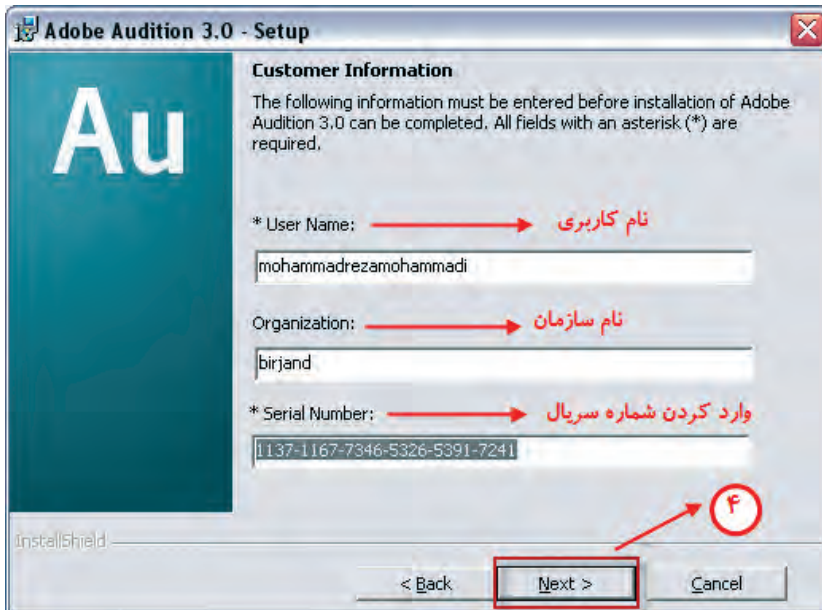 Adobe Audition 3.0 - Setup
Au
Customer Information
The following information must be entered before installation of Adobe
Audition 3.0 can be completed. All fields with an asterisk (*) are
required.
* User Name: نام کاربری
mohammadrezamohammadi
Organization: نام سازمان
birjand
* Serial Number: وارد کردن شماره سریال
1137-1167-7346-5326-5391-7241
۴
InstallShield
< Back Next > Cancel